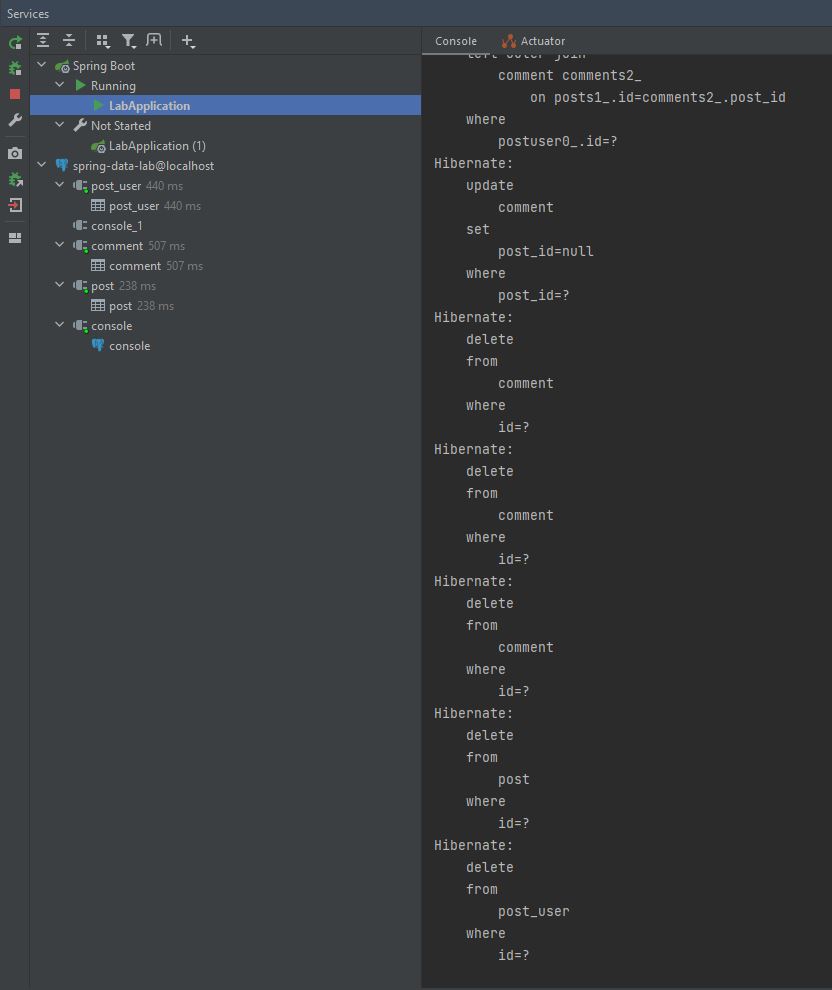 Services
Spring Boot
Running
LabApplication
Not Started
LabApplication (1)
spring-data-lab@localhost
post_user 440 ms
post_user 440 ms
console_1
comment 507 ms
comment 507 ms
post 238 ms
post 238 ms
console
console
Console Actuator
left outer join
comment comments2_
on posts1_.id=comments2_.post_id
where
postuser0_.id=?
Hibernate:
update
comment
set
post_id=null
where
post_id=?
Hibernate:
delete
from
comment
where
id=?
Hibernate:
delete
from
comment
where
id=?
Hibernate:
delete
from
comment
where
id=?
Hibernate:
delete
from
post
where
id=?
Hibernate:
delete
from
post_user
where
id=?